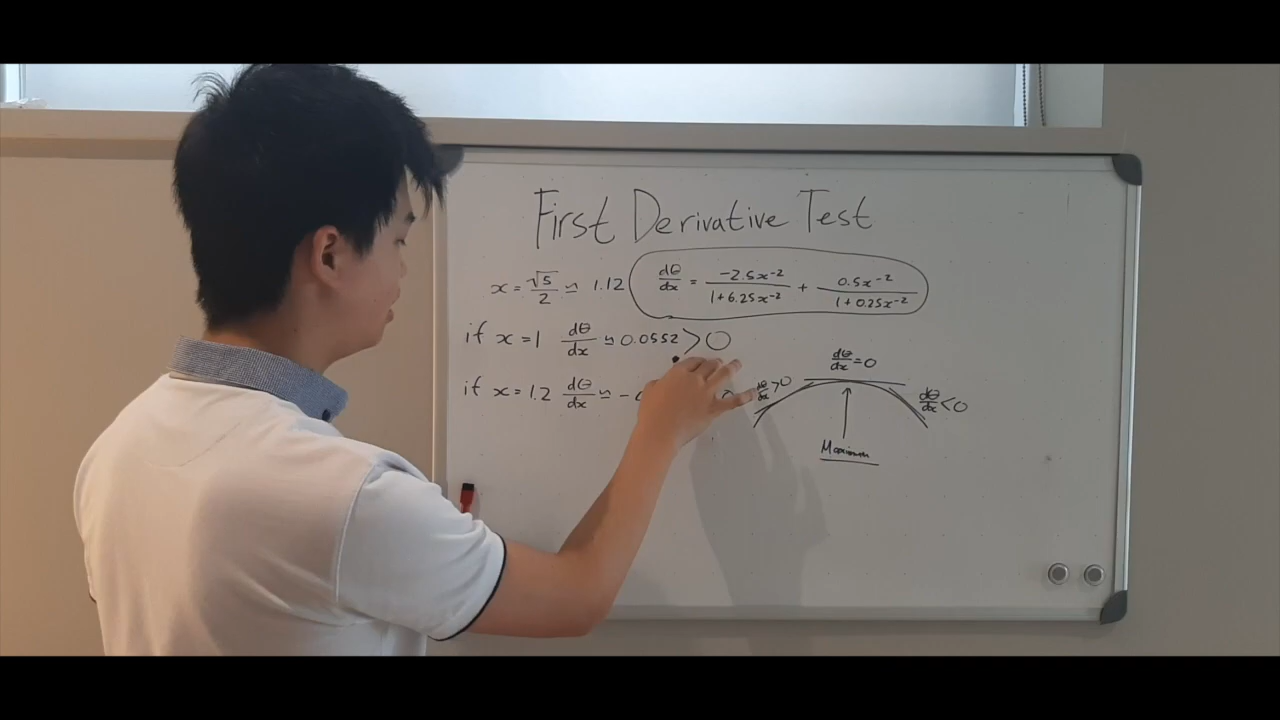 First Derivative Test
x = √5/2 ≃ 1.12 dθ/dx = -2.5x⁻²/1+6.25x⁻² + 0.5x⁻²/1+0.25x⁻²
if x = 1 dθ/dx ≃ 0.0552 > 0
if x = 1.2 dθ/dx ≃ -
dθ/dx = 0
dθ/dx > 0
dθ/dx < 0
Maximum